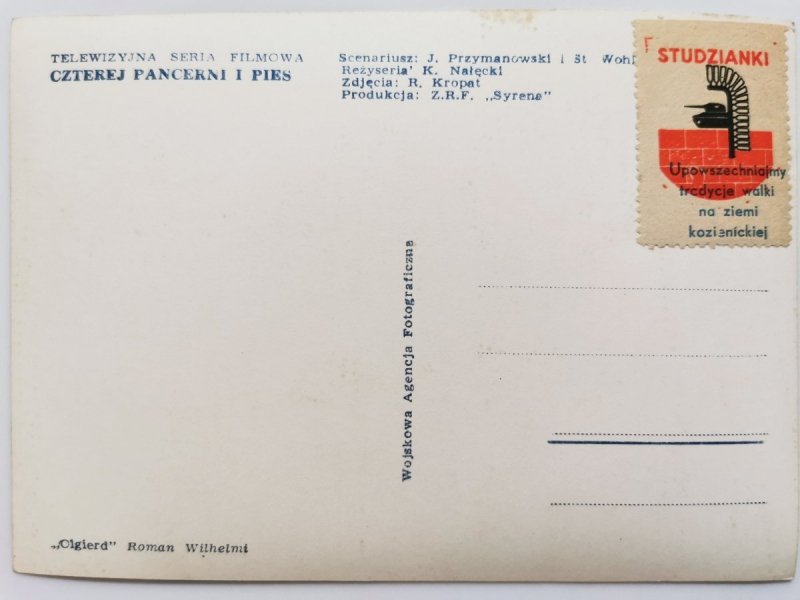 TELEWIZYJNA SERIA FILMOWA
CZTEREJ PANCERNI I PIES
Scenariusz: J. Przymanowski i St Wohl
Reżyseria' K. Nałęcki
Zdjęcia: R. Kropat
Produkcja: Z.R.F. „Syrena"
STUDZIANKI
Upowszechniajmy
tradycje walki
na ziemi
kozienickiej
Wojskowa Agencja Fotograficzna
„Olgierd" Roman Wilhelmi